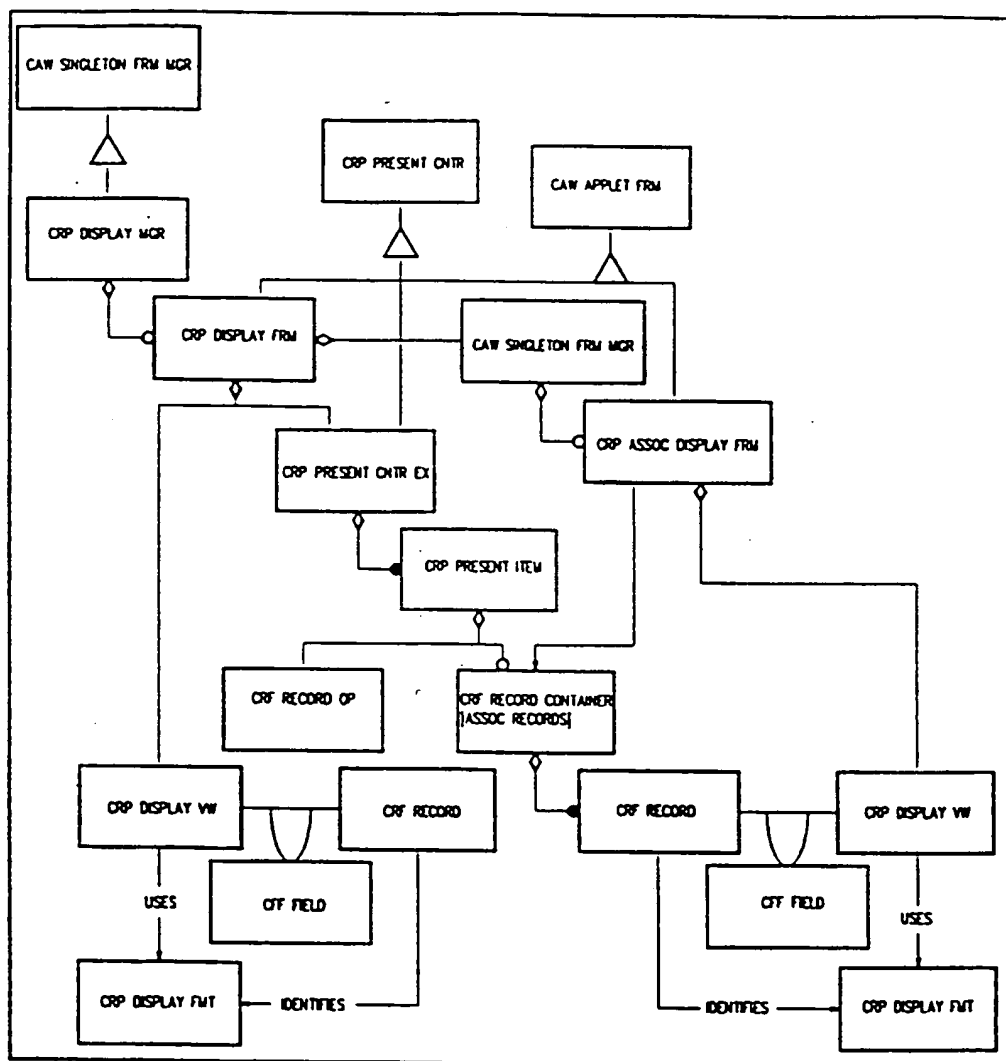 CAW SINGLETON FRM MGR
CRP PRESENT CNTR
CAW APPLET FRM
CRP DISPLAY MGR
CRP DISPLAY FRM
CAW SINGLETON FRM MGR
CRP ASSOC DISPLAY FRM
CRP PRESENT CNTR EX
CRP PRESENT ITEM
CRF RECORD OP
CRF RECORD CONTAINER
]ASSOC RECORDS[
CRP DISPLAY VW
CRF RECORD
CRF RECORD
CRP DISPLAY VW
CFF FIELD
CFF FIELD
USES
USES
CRP DISPLAY FMT
IDENTIFIES
IDENTIFIES
CRP DISPLAY FMT